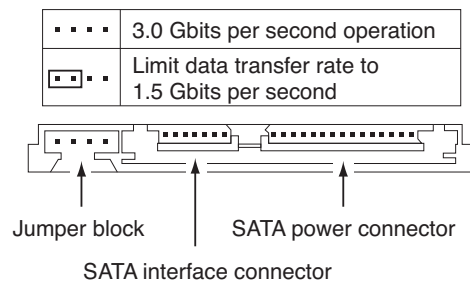 3.0 Gbits per second operation
Limit data transfer rate to
1.5 Gbits per second
Jumper block
SATA power connector
SATA interface connector